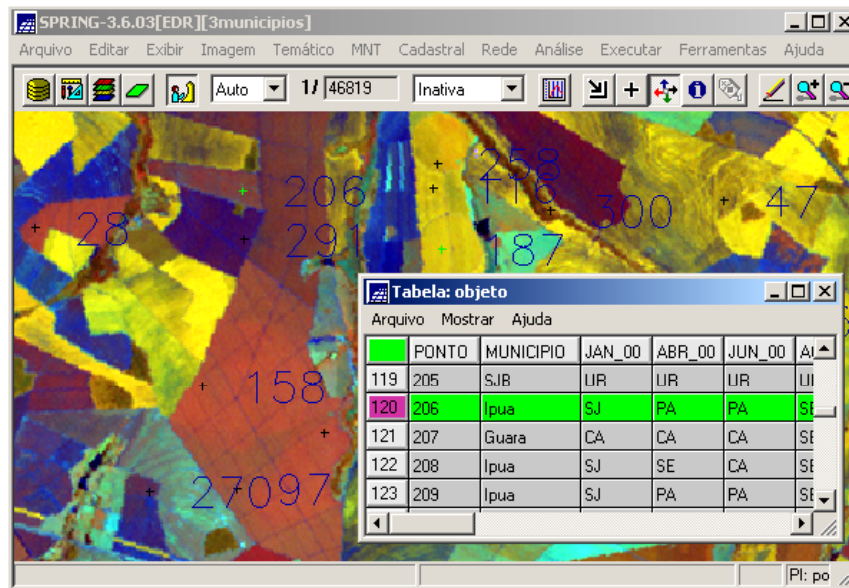 SPRING-3.6.03[EDR][3municipios]
Arquivo Editar Exibir Imagem Temático MNT Cadastral Rede Análise Executar Ferramentas Ajuda
Auto 1/ 46819 Inativa
258
206 116 300 47
28 291 187
Tabela: objeto
Arquivo Mostrar Ajuda
PONTO MUNICIPIO JAN_00 ABR_00 JUN_00
119 205 SJB UR UR UR
120 206 Ipua SJ PA PA
121 207 Guara CA CA CA
122 208 Ipua SJ SE CA
123 209 Ipua SJ PA PA
158
27097
PI: po